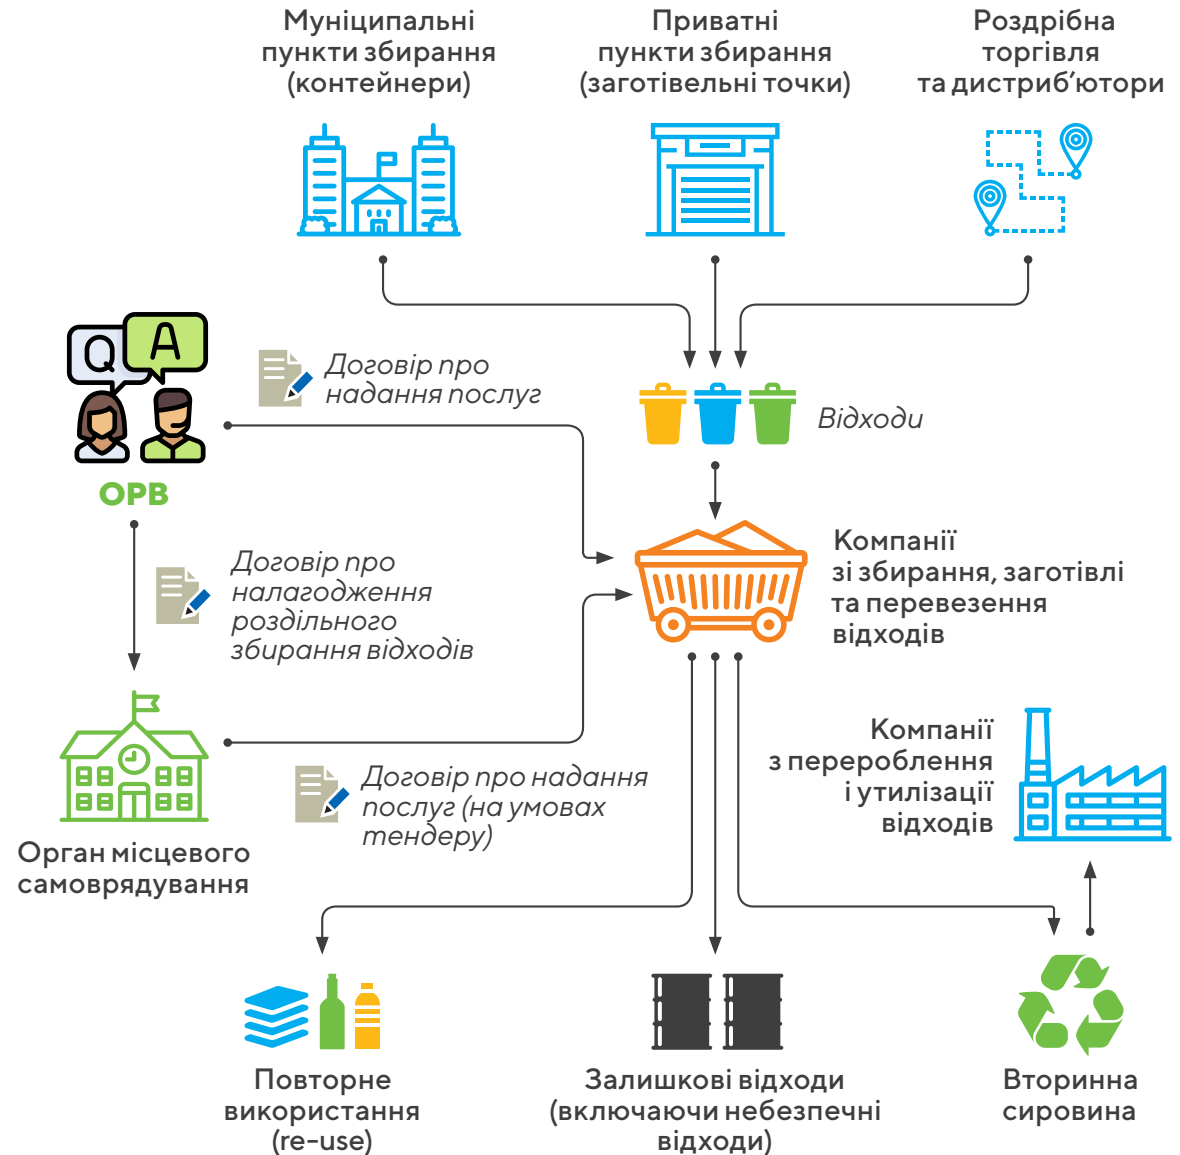 Муніципальні
пункти збирання
(контейнери)
Приватні
пункти збирання
(заготівельні точки)
Роздрібна
торгівля
та дистриб’ютори
Q
A
ОРВ
Договір про
надання послуг
Відходи
Договір про
налагодження
роздільного
збирання відходів
Компанії
зі збирання, заготівлі
та перевезення
відходів
Орган місцевого
самоврядування
Договір про надання
послуг (на умовах
тендеру)
Компанії
з перероблення
і утилізації
відходів
Повторне
використання
(re-use)
Залишкові відходи
(включаючи небезпечні
відходи)
Вторинна
сировина